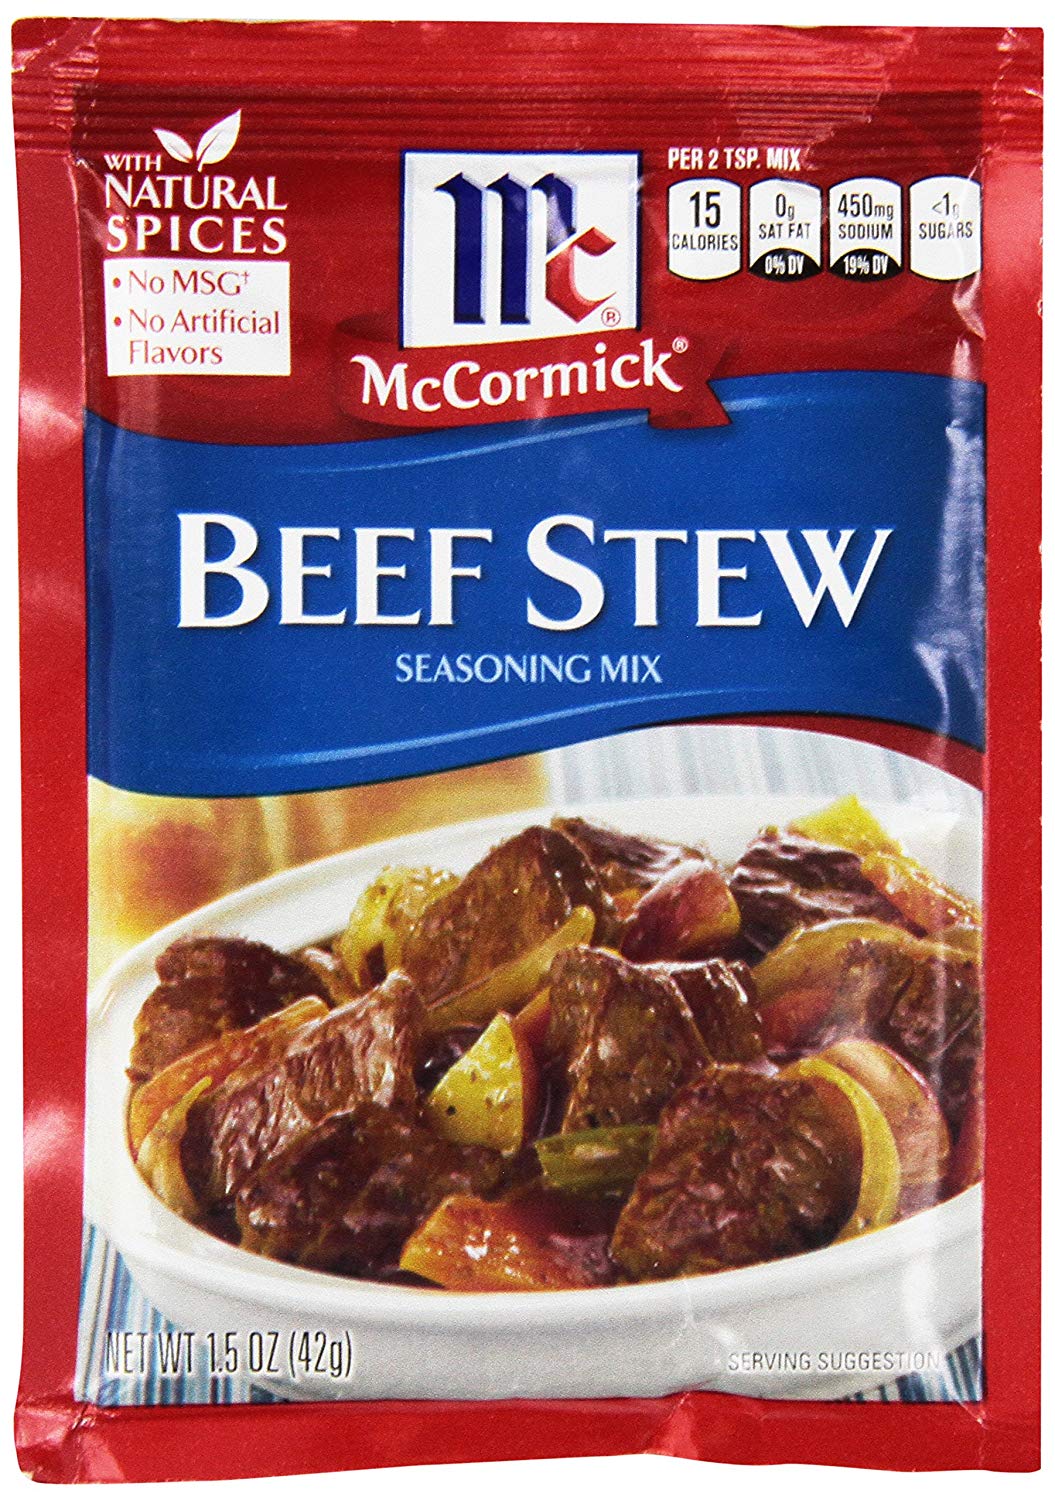 WITH
NATURAL
SPICES
• No MSG†
• No Artificial
Flavors
Mc®
McCormick®
PER 2 TSP. MIX
15
CALORIES
0g
SAT FAT
0% DV
450mg
SODIUM
19% DV
<1g
SUGARS
BEEF STEW
SEASONING MIX
NET WT 1.5 OZ (42g)
SERVING SUGGESTION